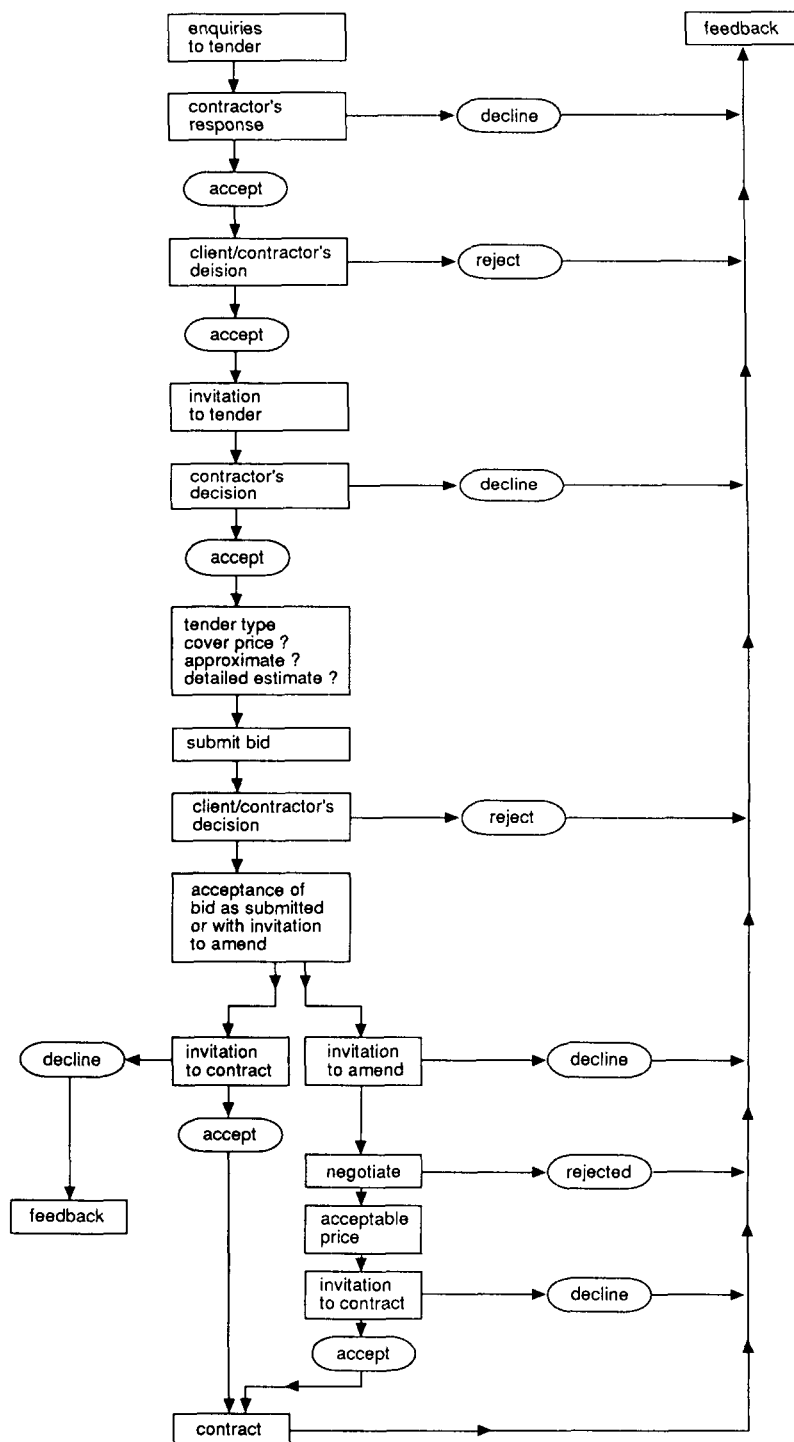 enquiries
to tender
feedback
contractor's
response
decline
accept
client/contractor's
deision
reject
accept
invitation
to tender
contractor's
decision
decline
accept
tender type
cover price ?
approximate ?
detailed estimate ?
submit bid
client/contractor's
decision
reject
acceptance of
bid as submitted
or with invitation
to amend
decline
invitation
to contract
invitation
to amend
decline
accept
negotiate
rejected
feedback
acceptable
price
invitation
to contract
decline
accept
contract